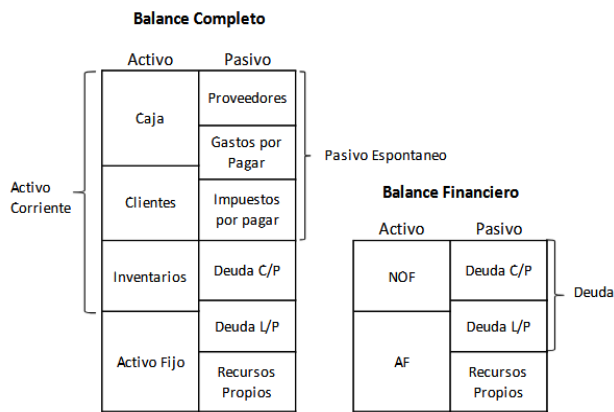 Balance Completo
Activo
Pasivo
Caja
Clientes
Inventarios
Activo Fijo
Proveedores
Gastos por
Pagar
Impuestos
por pagar
Deuda C/P
Deuda L/P
Recursos
Propios
Activo
Corriente
Pasivo Espontaneo
Balance Financiero
Activo
Pasivo
NOF
AF
Deuda C/P
Deuda L/P
Recursos
Propios
Deuda